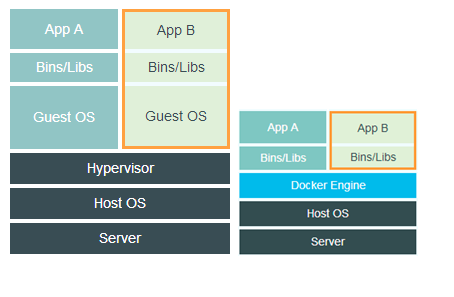 App A
App B
Bins/Libs
Bins/Libs
Guest OS
Guest OS
Hypervisor
Host OS
Server
App A
App B
Bins/Libs
Bins/Libs
Docker Engine
Host OS
Server